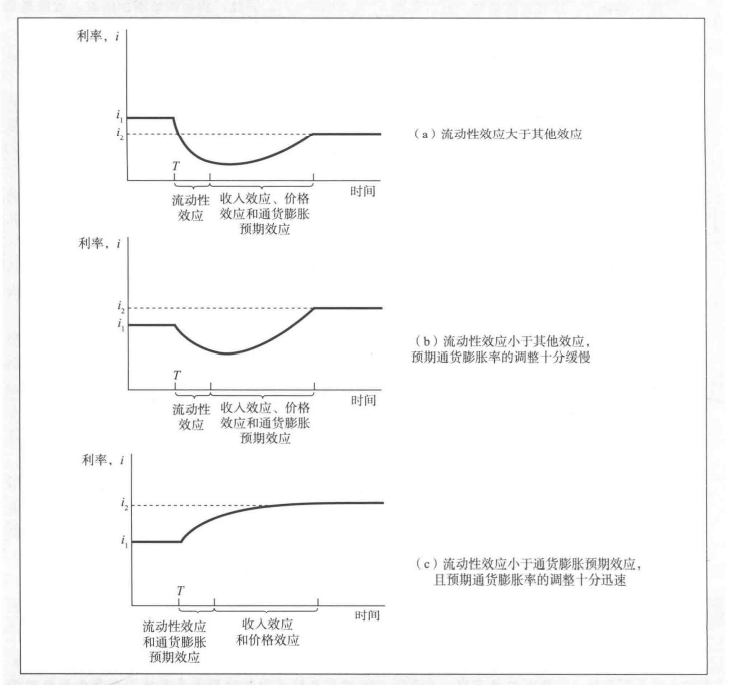 利率，i
i₁
i₂
T
时间
流动性
效应
收入效应、价格
效应和通货膨胀
预期效应
（a）流动性效应大于其他效应
利率，i
i₂
i₁
T
时间
流动性
效应
收入效应、价格
效应和通货膨胀
预期效应
（b）流动性效应小于其他效应，
预期通货膨胀率的调整十分缓慢
利率，i
i₂
i₁
T
时间
流动性效应
和通货膨胀
预期效应
收入效应
和价格效应
（c）流动性效应小于通货膨胀预期效应，
且预期通货膨胀率的调整十分迅速